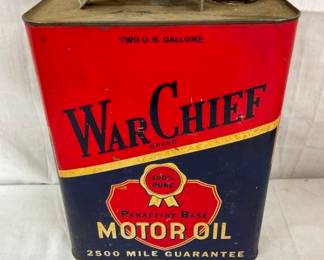 TWO U.S. GALLONS
WAR CHIEF
BRAND
100%
PURE
PARAFFINE BASE
MOTOR OIL
2500 MILE GUARANTEE